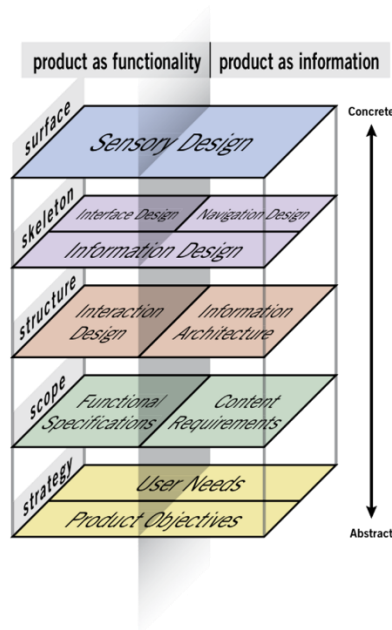 product as functionality
product as information
Concrete
surface
Sensory Design
skeleton
Interface Design
Navigation Design
Information Design
structure
Interaction
Design
Information
Architecture
scope
Functional
Specifications
Content
Requirements
strategy
User Needs
Product Objectives
Abstract